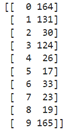 [[  0 164]
[  1 131]
[  2  30]
[  3 124]
[  4  26]
[  5  17]
[  6  33]
[  7  23]
[  8  19]
[  9 165]]